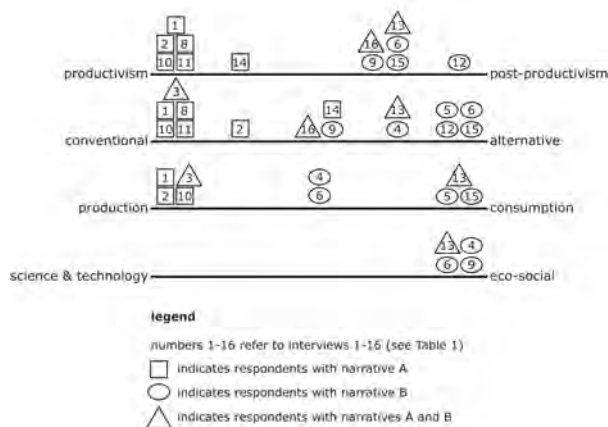 1
13
2 8
16 6
10 11
14
9 15
12
productivism
post-productivism
3
1 8
14
13
5 6
10 11
2
16 9
4
12 15
conventional
alternative
1 3
4
13
2 10
6
5 15
production
consumption
13 4
6 9
science & technology
eco-social
legend
numbers 1-16 refer to interviews 1-16 (see Table 1)
indicates respondents with narrative A
indicates respondents with narrative B
indicates respondents with narratives A and B